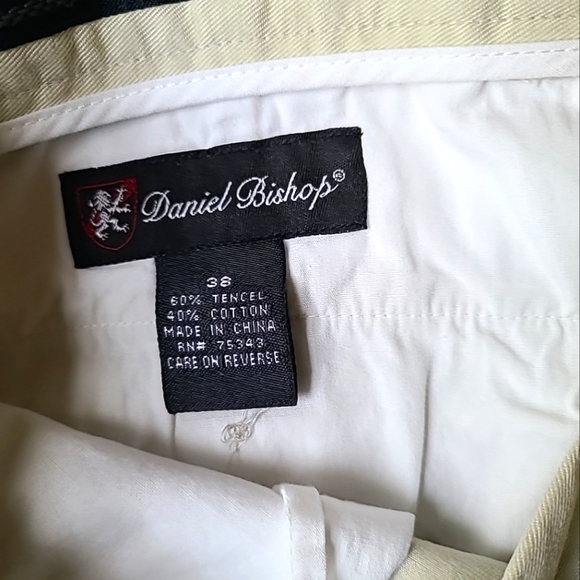 Daniel Bishop®
38
60% TENCEL
40% COTTON
MADE IN CHINA
RN# 75343
CARE ON REVERSE